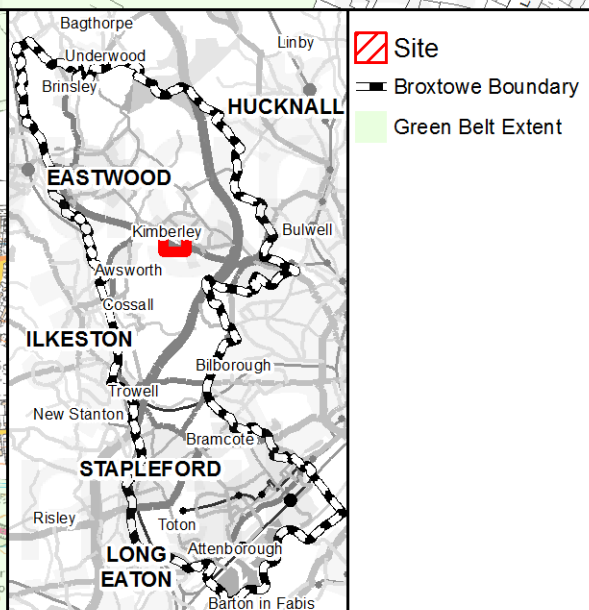 Bagthorpe
Linby
Underwood
Brinsley
HUCKNALL
EASTWOOD
Kimberley
Bulwell
Awsworth
Cossall
ILKESTON
Bilborough
Trowell
New Stanton
Bramcote
STAPLEFORD
Risley
Toton
LONG
EATON
Attenborough
Barton in Fabis
Site
Broxtowe Boundary
Green Belt Extent